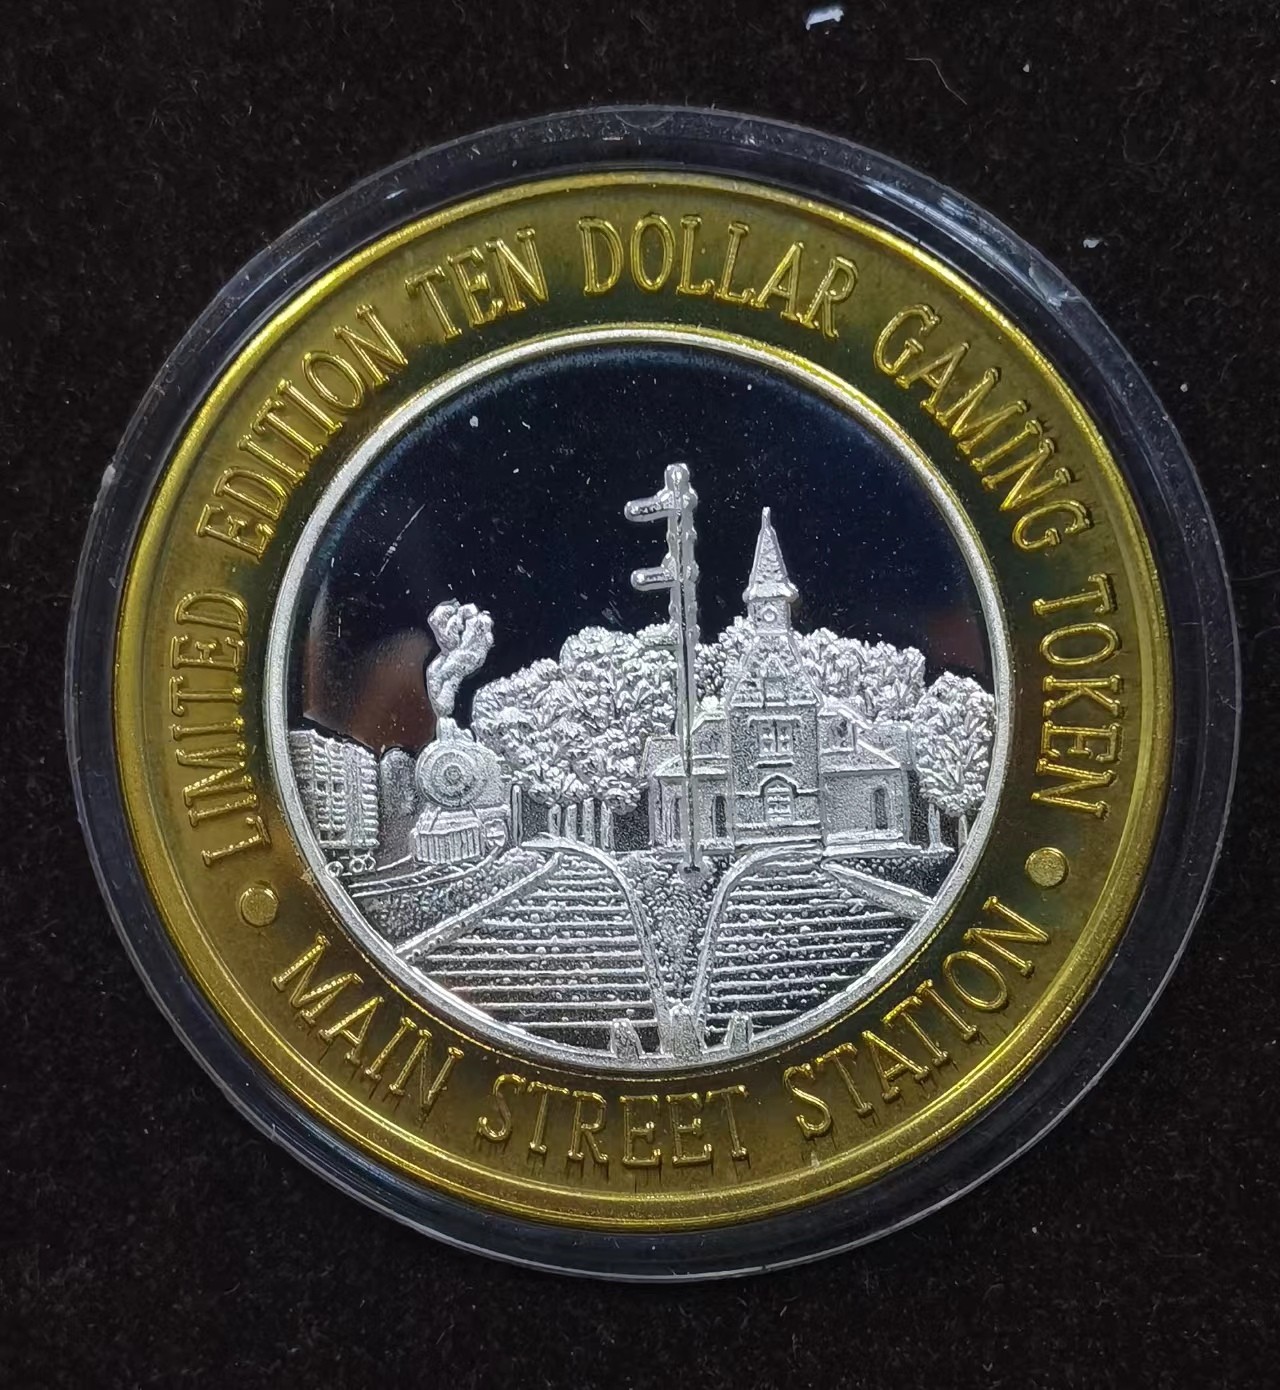 LIMITED EDITION TEN DOLLAR GAMING TOKEN
• MAIN STREET STATION •